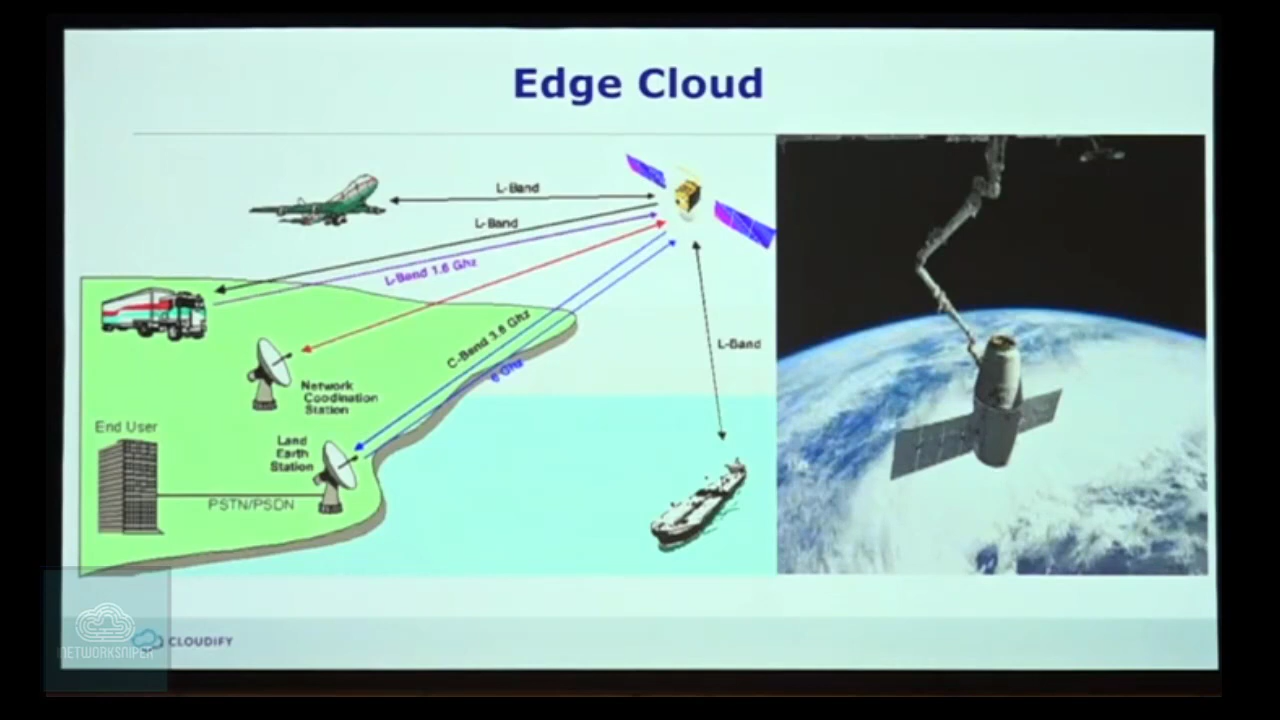 Edge Cloud
L-Band
L-Band
L-Band 1.6 Ghz
C-Band 3.6 Ghz
6 Ghz
L-Band
Network
Coodination
Station
End User
Land
Earth
Station
PSTN/PSDN
CLOUDIFY
NETWORKSNIPER